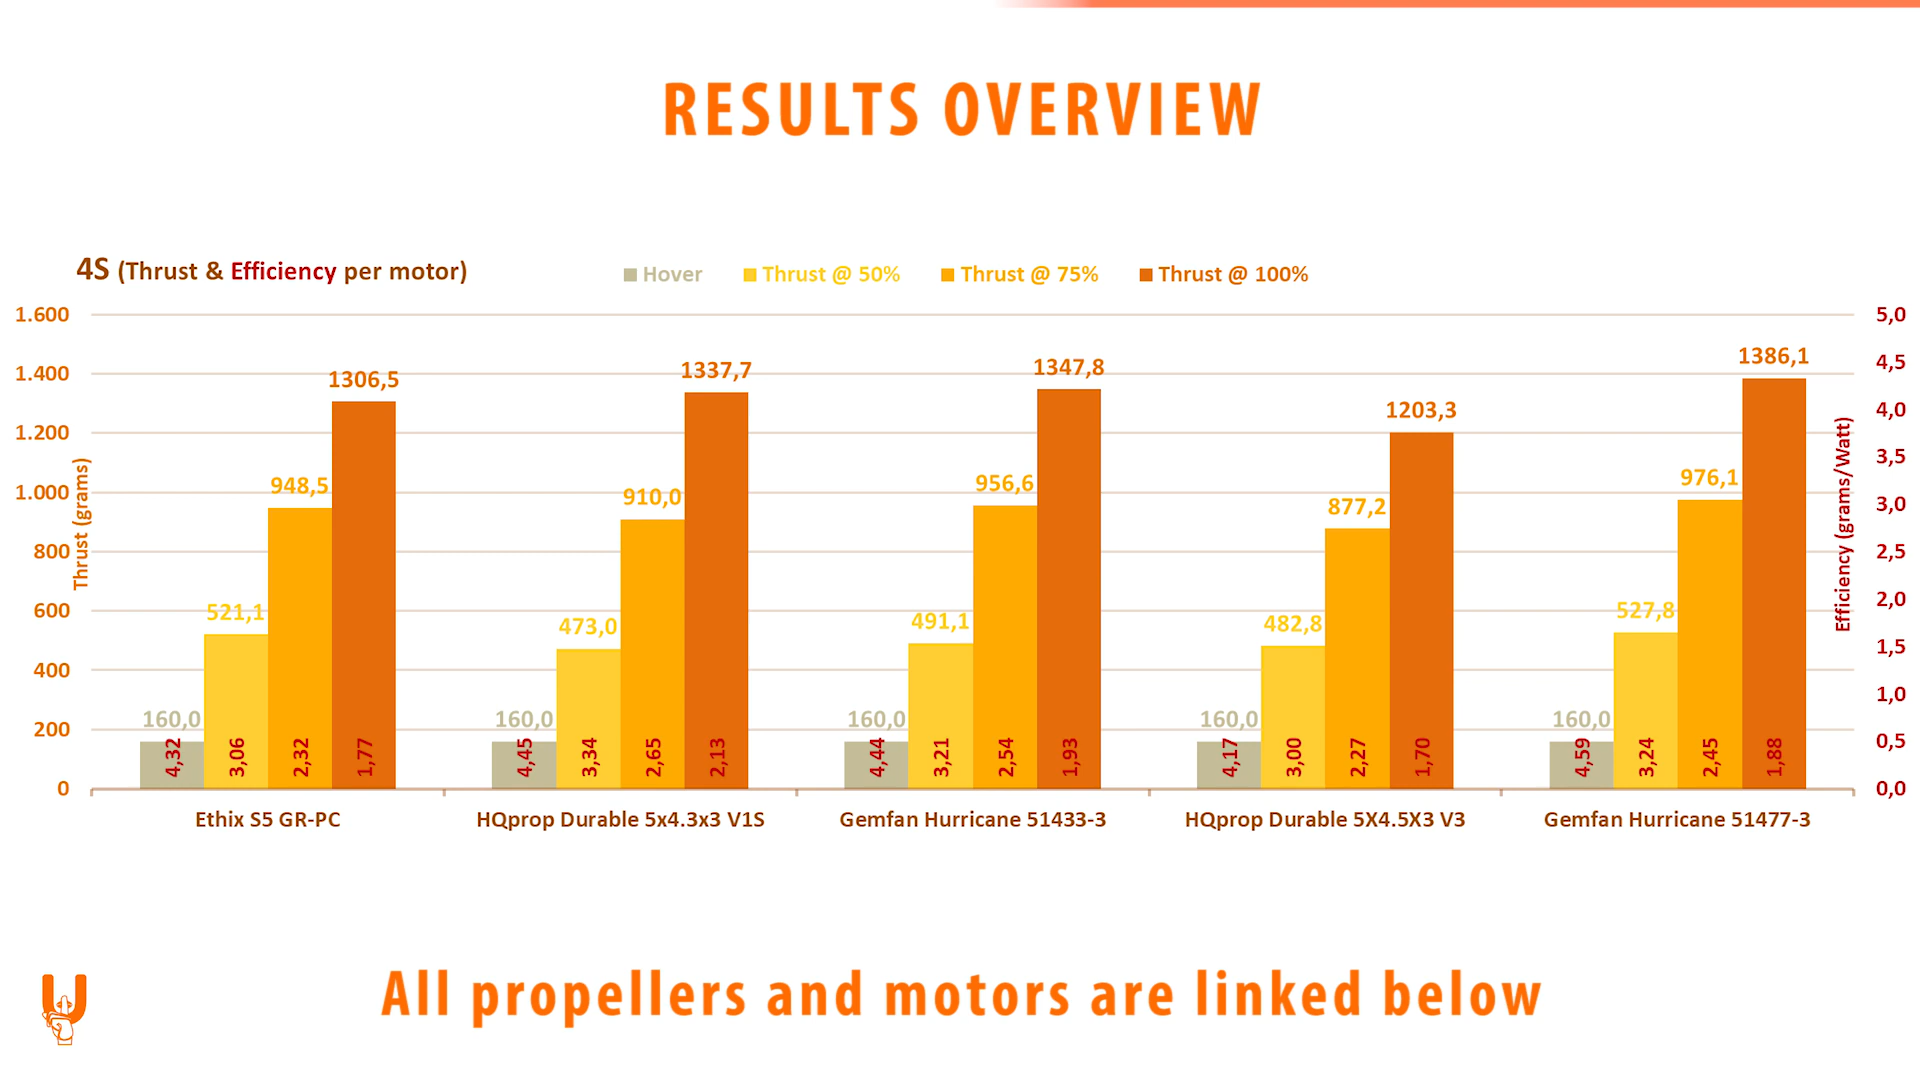 RESULTS OVERVIEW
4S (Thrust & Efficiency per motor)
Hover Thrust @ 50% Thrust @ 75% Thrust @ 100%
Thrust (grams)
1.600
1.400
1.200
1.000
800
600
400
200
0
160,0 521,1 948,5 1306,5
4,32 3,06 2,32 1,77
160,0 473,0 910,0 1337,7
4,45 3,34 2,65 2,13
160,0 491,1 956,6 1347,8
4,44 3,21 2,54 1,93
160,0 482,8 877,2 1203,3
4,17 3,00 2,27 1,70
160,0 527,8 976,1 1386,1
4,59 3,24 2,45 1,88
Efficiency (grams/Watt)
5,0
4,5
4,0
3,5
3,0
2,5
2,0
1,5
1,0
0,5
0,0
Ethix S5 GR-PC HQprop Durable 5x4.3x3 V1S Gemfan Hurricane 51433-3 HQprop Durable 5X4.5X3 V3 Gemfan Hurricane 51477-3
All propellers and motors are linked below